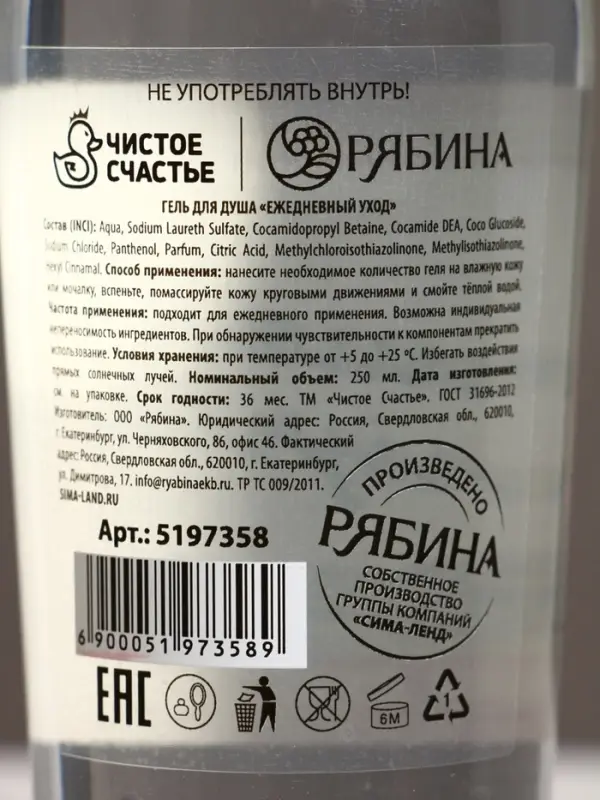 НЕ УПОТРЕБЛЯТЬ ВНУТРЬ!
ЧИСТОЕ СЧАСТЬЕ
РЯБИНА
ГЕЛЬ ДЛЯ ДУША «ЕЖЕДНЕВНЫЙ УХОД»
Состав (INCI): Aqua, Sodium Laureth Sulfate, Cocamidopropyl Betaine, Cocamide DEA, Coco Glucoside,
Sodium Chloride, Panthenol, Parfum, Citric Acid, Methylchloroisothiazolinone, Methylisothiazolinone,
Hexyl Cinnamal. Способ применения: нанесите необходимое количество геля на влажную кожу
или мочалку, вспеньте, помассируйте кожу круговыми движениями и смойте тёплой водой.
Частота применения: подходит для ежедневного применения. Возможна индивидуальная
непереносимость ингредиентов. При обнаружении чувствительности к компонентам прекратить
использование. Условия хранения: при температуре от +5 до +25 °C. Избегать воздействия
прямых солнечных лучей. Номинальный объем: 250 мл. Дата изготовления:
см. на упаковке. Срок годности: 36 мес. ТМ «Чистое Счастье». ГОСТ 31696-2012
Изготовитель: ООО «Рябина». Юридический адрес: Россия, Свердловская обл., 620010,
г. Екатеринбург, ул. Черняховского, 86, офис 46. Фактический
адрес: Россия, Свердловская обл., 620010, г. Екатеринбург,
ул. Димитрова, 17. info@ryabinaekb.ru. ТР ТС 009/2011.
SIMA-LAND.RU
Арт.: 5197358
6 900051 973589
ПРОИЗВЕДЕНО
РЯБИНА
СОБСТВЕННОЕ
ПРОИЗВОДСТВО
ГРУППЫ КОМПАНИЙ
«СИМА-ЛЕНД»
EAC
6M
1